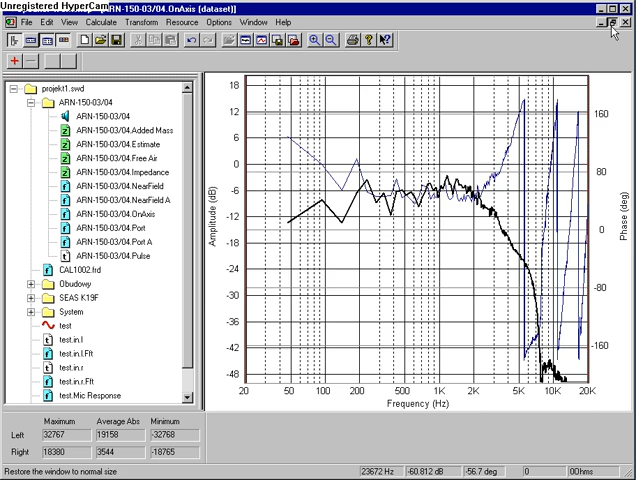 Unregistered HyperCam
ARN-150-03/04.OnAxis (dataset)]
File Edit View Calculate Transform Resource Options Window Help
projekt1.swd
ARN-150-03/04
ARN-150-03/04
ARN-150-03/04.Added Mass
ARN-150-03/04.Estimate
ARN-150-03/04.Free Air
ARN-150-03/04.Impedance
ARN-150-03/04.NearField
ARN-150-03/04.NearField A
ARN-150-03/04.OnAxis
ARN-150-03/04.Port
ARN-150-03/04.Port A
ARN-150-03/04.Pulse
CAL1002.frd
Obudowy
SEAS K19F
System
test
test.in.l
test.in.l.Fft
test.in.r
test.in.r.Fft
test.Mic Response
18
12
6
0
-6
-12
-18
-24
-30
-36
-42
-48
Amplitude (dB)
160
80
0
-80
-160
Phase (deg)
20 50 100 200 500 1K 2K 5K 10K 20K
Frequency (Hz)
Maximum Average Abs Minimum
Left 32767 19158 -32768
Right 18380 3544 -18765
Restore the window to normal size 23672 Hz -60.812 dB -56.7 deg 0 0Ohms